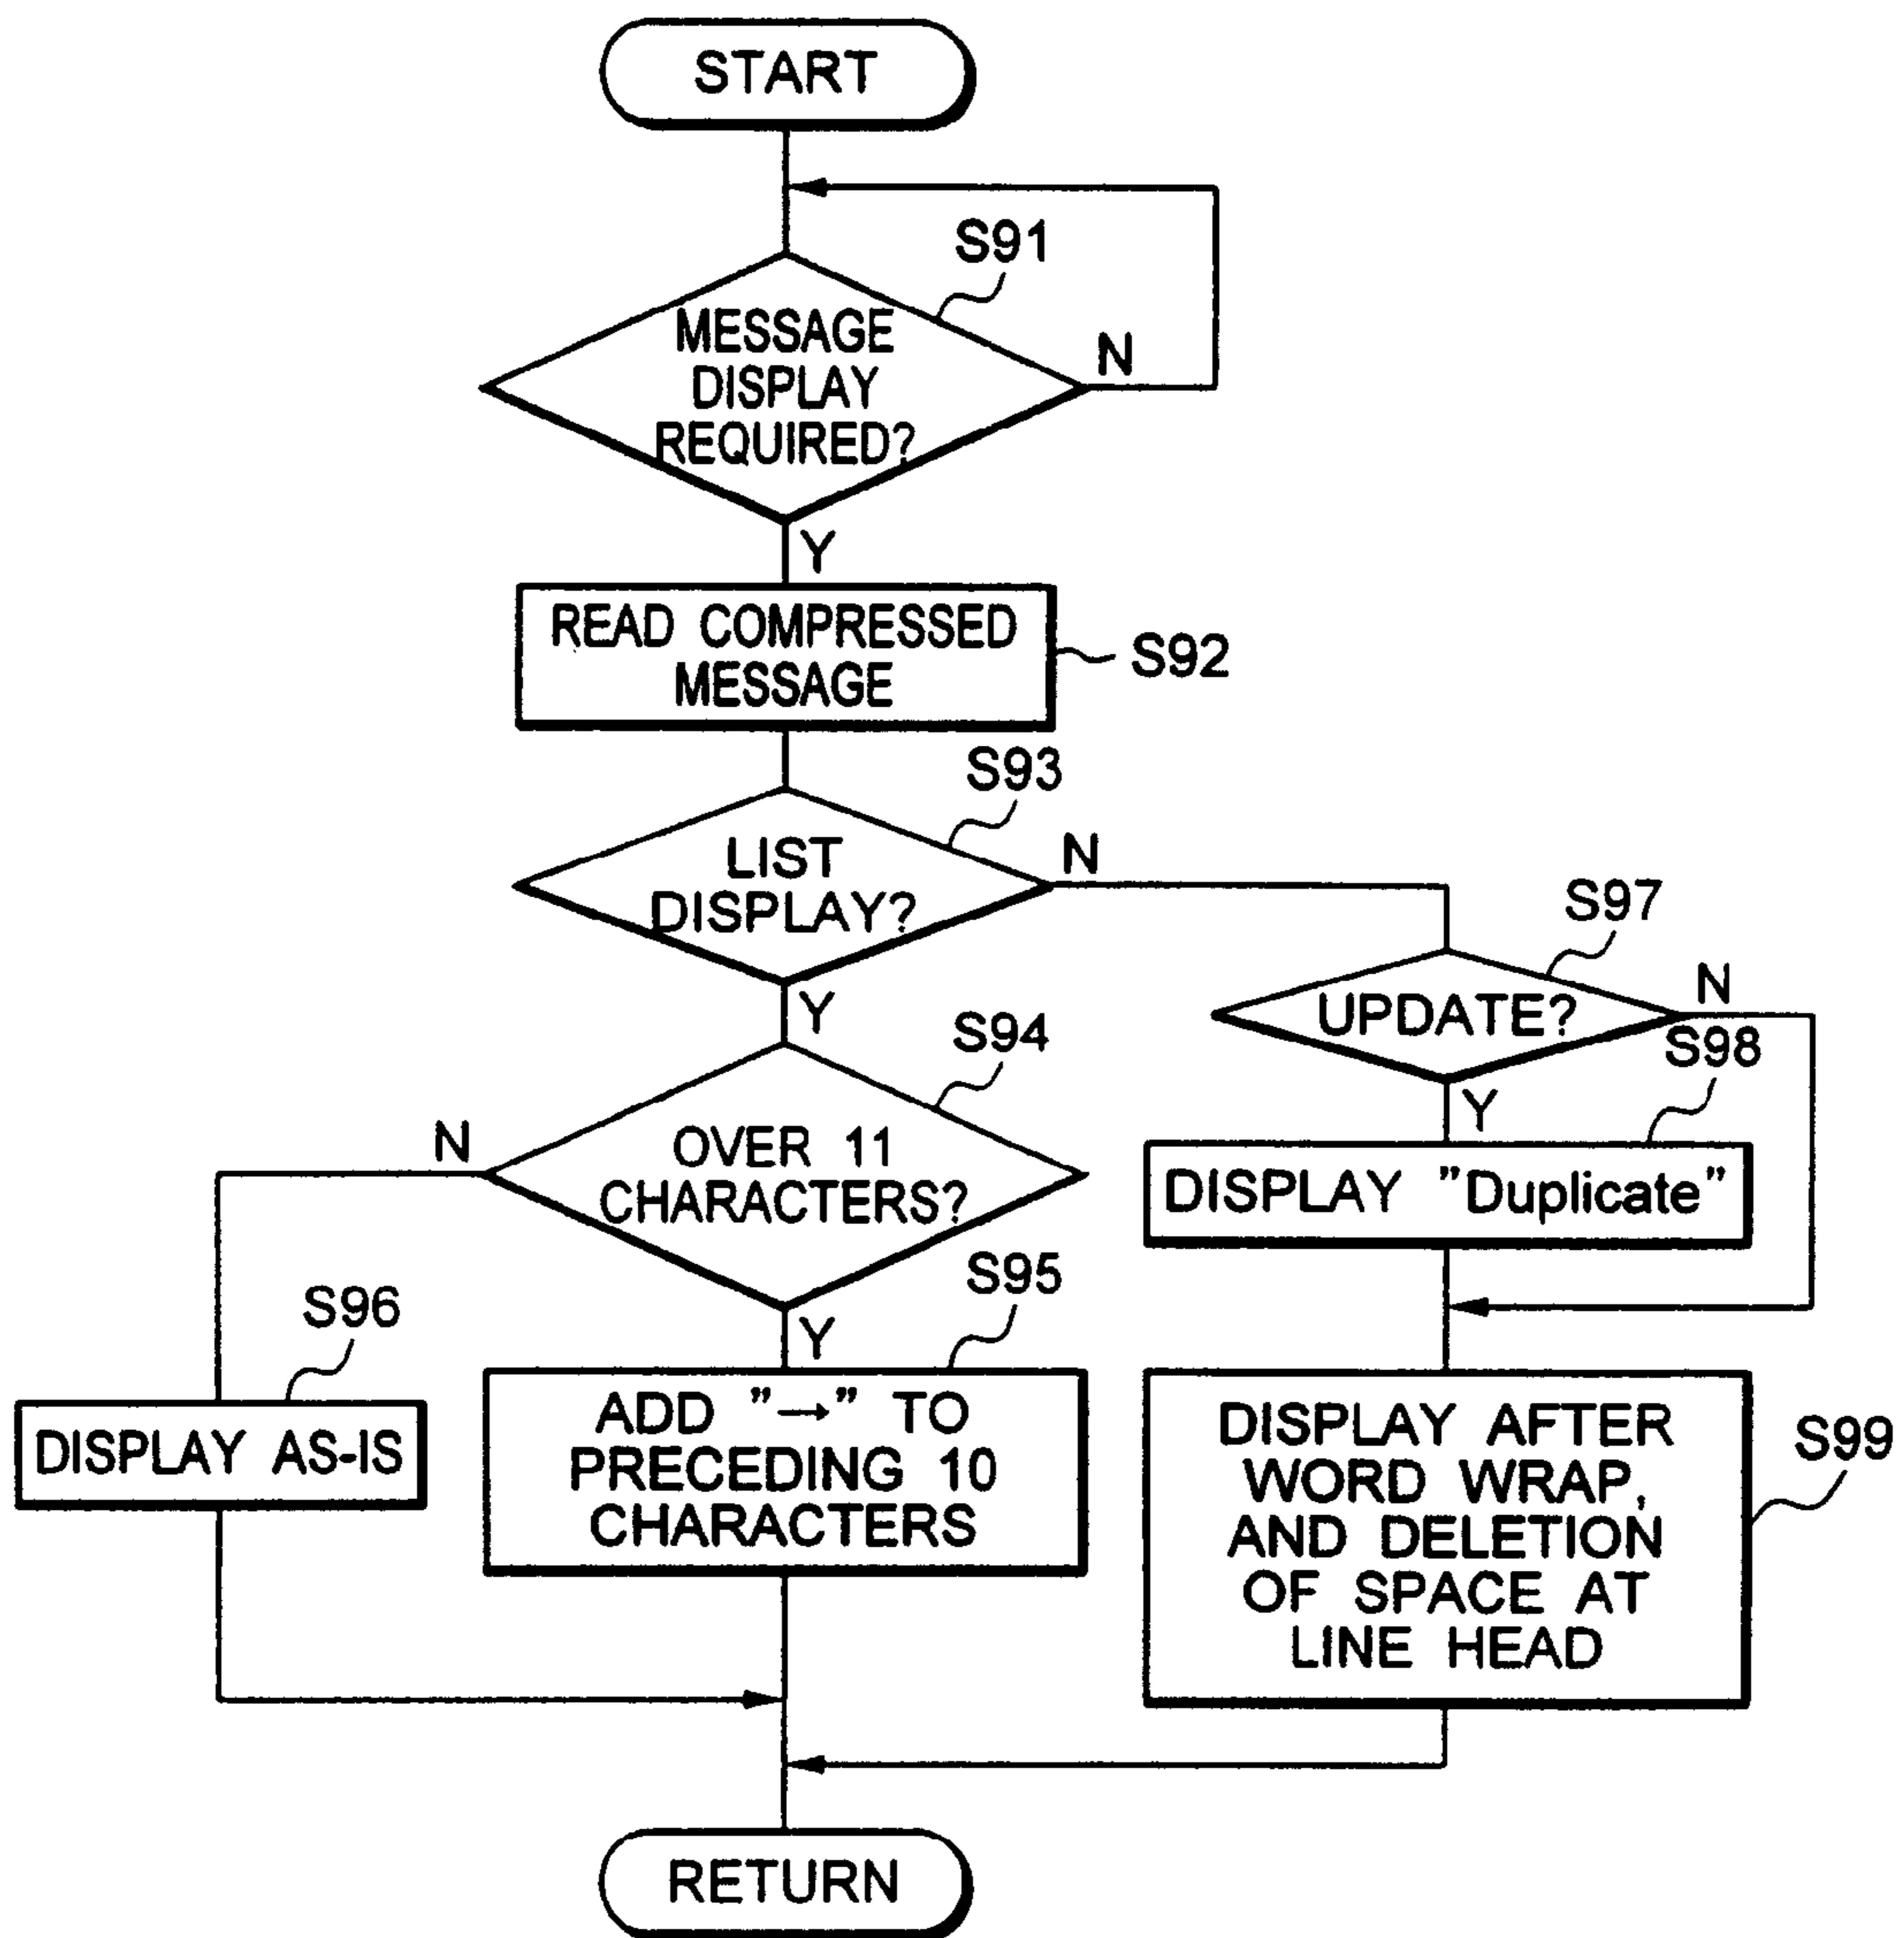 START
S91
MESSAGE
DISPLAY
REQUIRED?
N
Y
READ COMPRESSED
MESSAGE
S92
S93
LIST
DISPLAY?
N
Y
S97
UPDATE?
N
Y
S98
DISPLAY ”Duplicate”
S94
OVER 11
CHARACTERS?
N
Y
S96
DISPLAY AS-IS
S95
ADD ”→” TO
PRECEDING 10
CHARACTERS
DISPLAY AFTER
WORD WRAP,
AND DELETION
OF SPACE AT
LINE HEAD
S99
RETURN